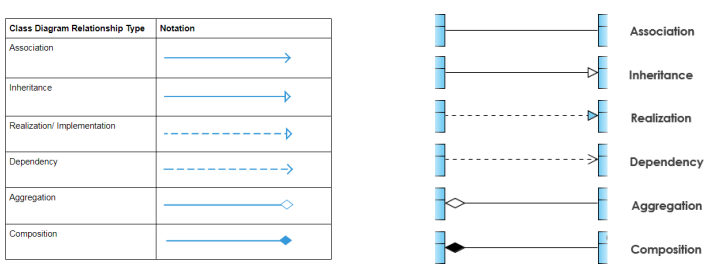 Class Diagram Relationship Type Notation
Association
Inheritance
Realization/ Implementation
Dependency
Aggregation
Composition
Association
Inheritance
Realization
Dependency
Aggregation
Composition